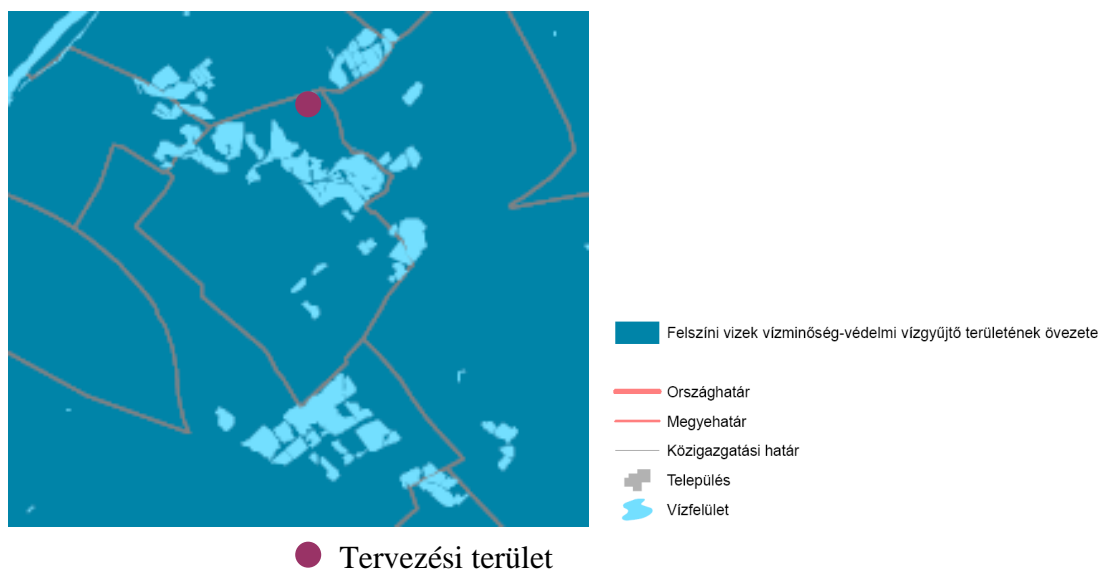 Felszíni vizek vízminőség-védelmi vízgyűjtő területének övezete
Országhatár
Megyehatár
Közigazgatási határ
Település
Vízfelület
Tervezési terület